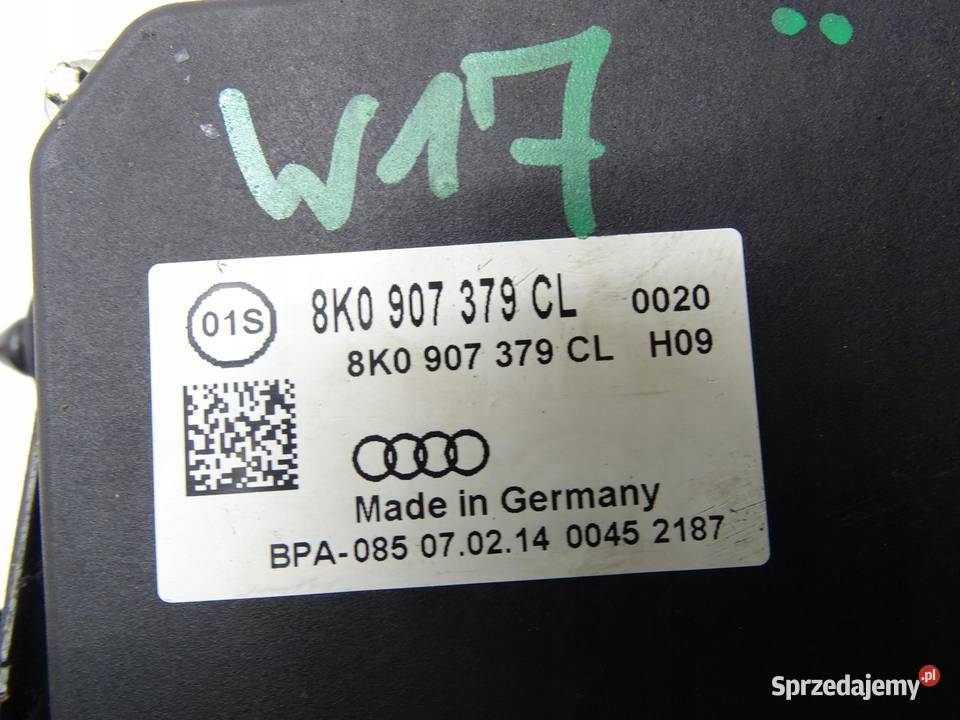 W17
01S
8K0 907 379 CL 0020
8K0 907 379 CL H09
Made in Germany
BPA-085 07.02.14 0045 2187
Sprzedajemy.pl